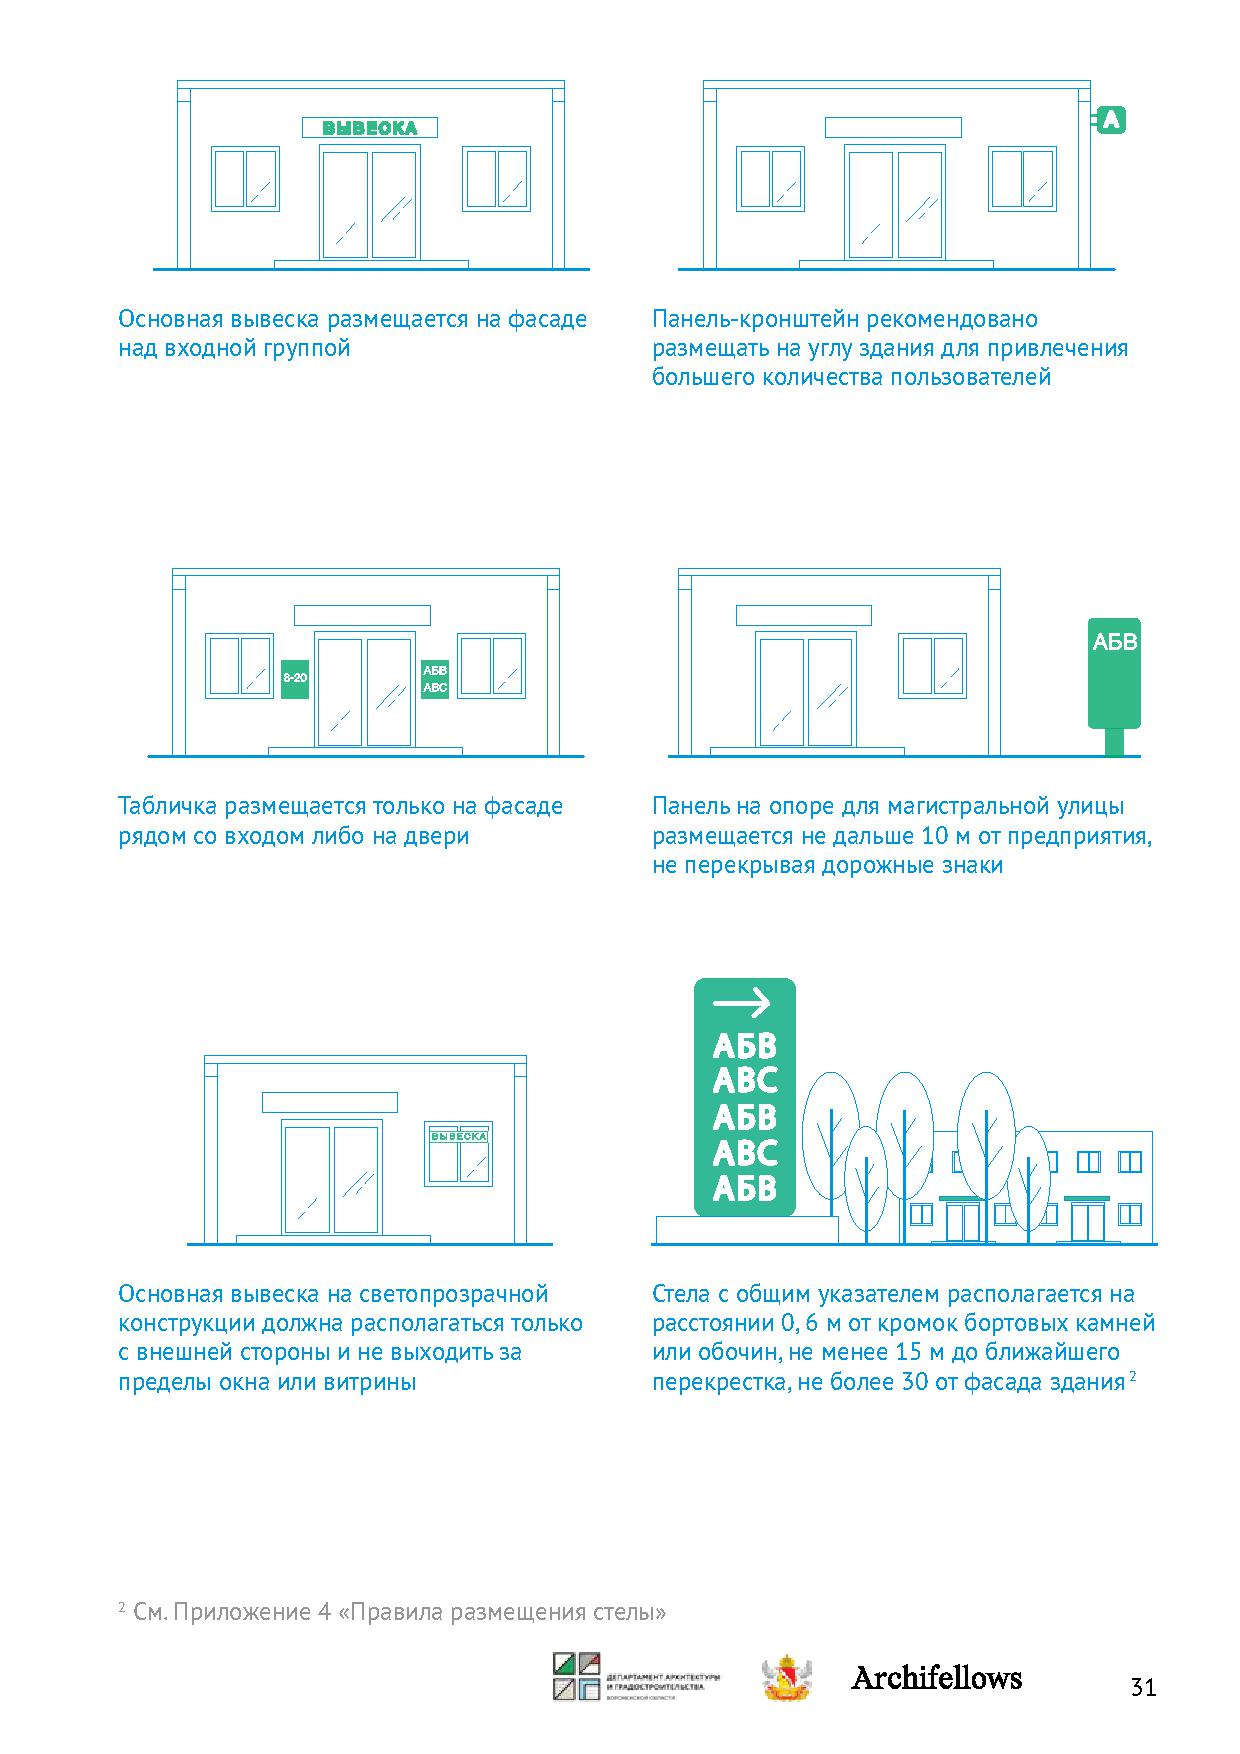 ВЫВЕСКА
А
Основная вывеска размещается на фасаде
над входной группой
Панель-кронштейн рекомендовано
размещать на углу здания для привлечения
большего количества пользователей
8-20
АБВ
АВС
АБВ
Табличка размещается только на фасаде
рядом со входом либо на двери
Панель на опоре для магистральной улицы
размещается не дальше 10 м от предприятия,
не перекрывая дорожные знаки
ВЫВЕСКА
АБВ
АВС
АБВ
АВС
АБВ
Основная вывеска на светопрозрачной
конструкции должна располагаться только
с внешней стороны и не выходить за
пределы окна или витрины
Стела с общим указателем располагается на
расстоянии 0, 6 м от кромок бортовых камней
или обочин, не менее 15 м до ближайшего
перекрестка, не более 30 от фасада здания 2
2 См. Приложение 4 «Правила размещения стелы»
ДЕПАРТАМЕНТ АРХИТЕКТУРЫ
И ГРАДОСТРОИТЕЛЬСТВА
ВОРОНЕЖСКОЙ ОБЛАСТИ
Archifellows
31